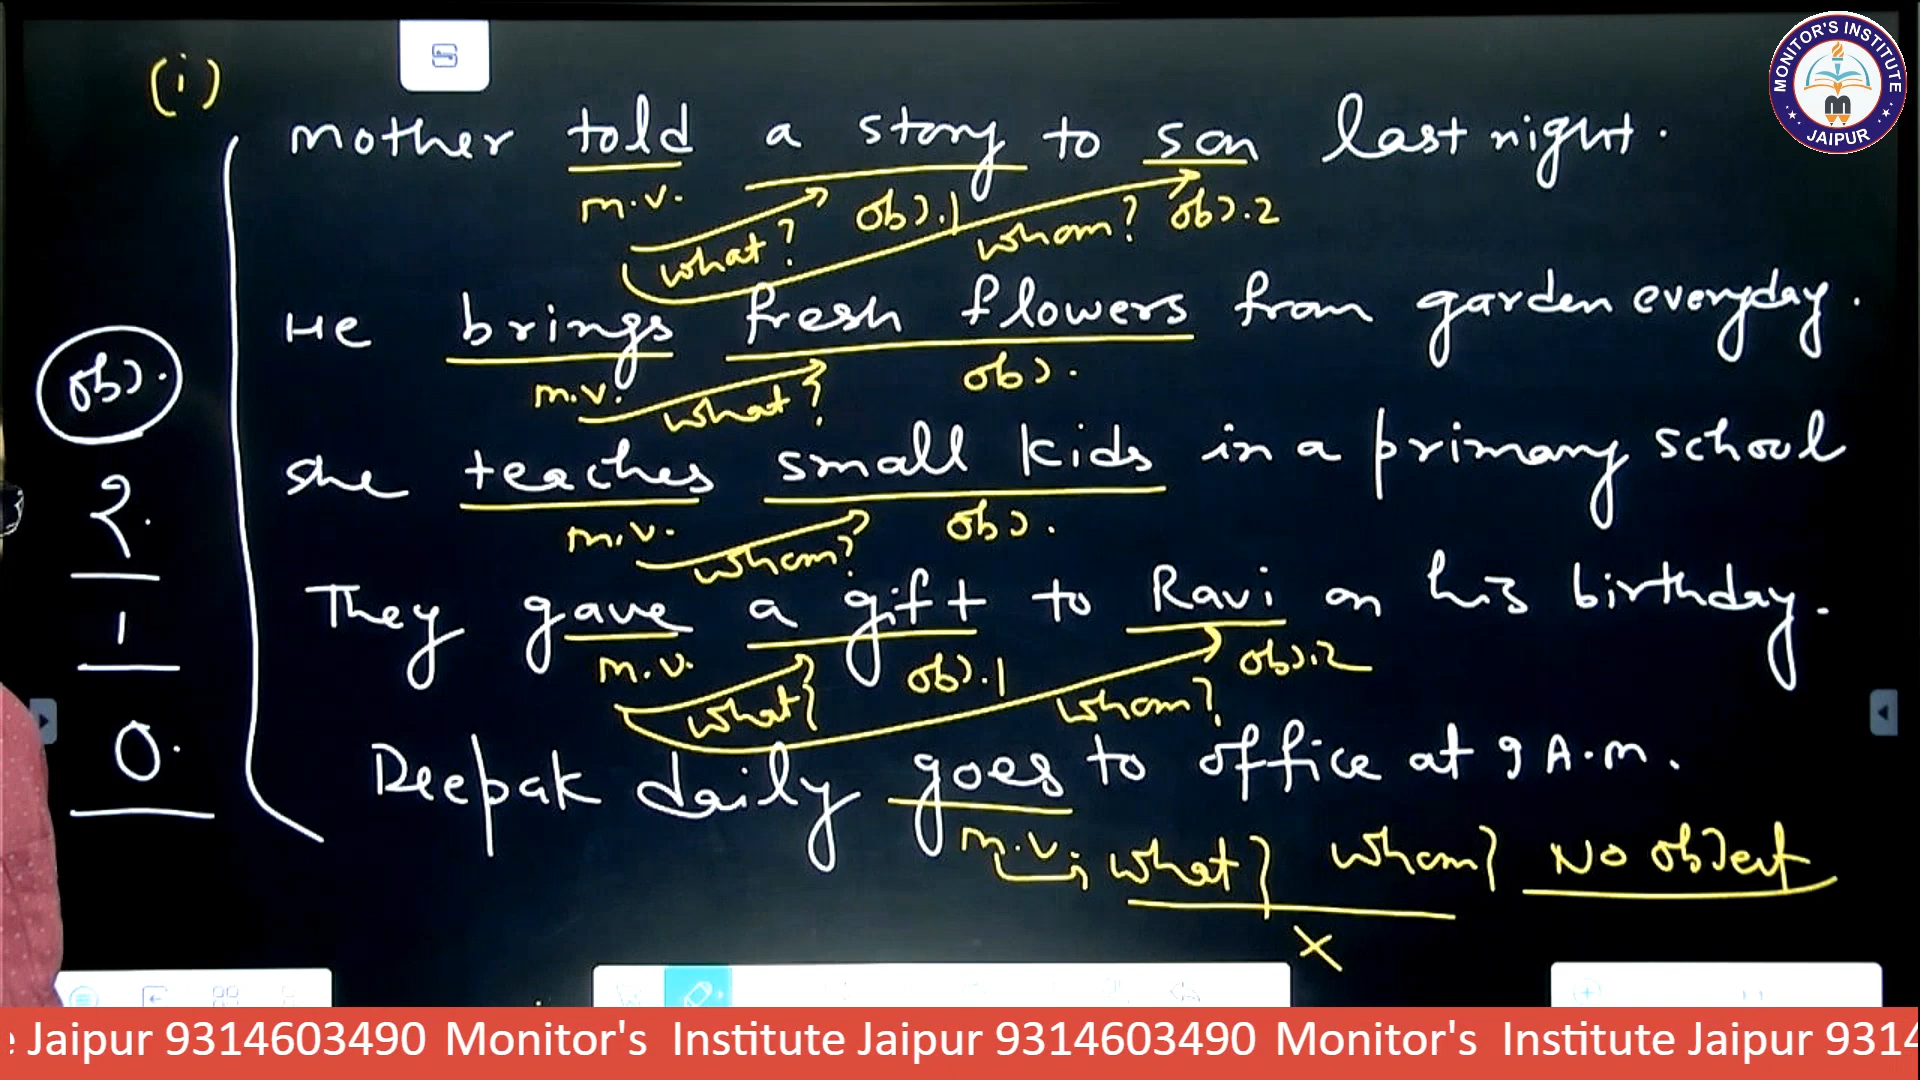 (i)
mother told a story to son last night.
m.v. what? obj.1 whom? obj.2
He brings fresh flowers from garden everyday.
m.v. what? obj.
She teaches small kids in a primary school
m.v. whom? obj.
They gave a gift to Ravi on his birthday.
m.v. what? obj.1 whom? obj.2
Deepak daily goes to office at 9 A.m.
m.v. what? whom? No object
X
obj.
2.
1
0.
MONITOR'S INSTITUTE
JAIPUR
Jaipur 9314603490 Monitor's Institute Jaipur 9314603490 Monitor's Institute Jaipur 9314